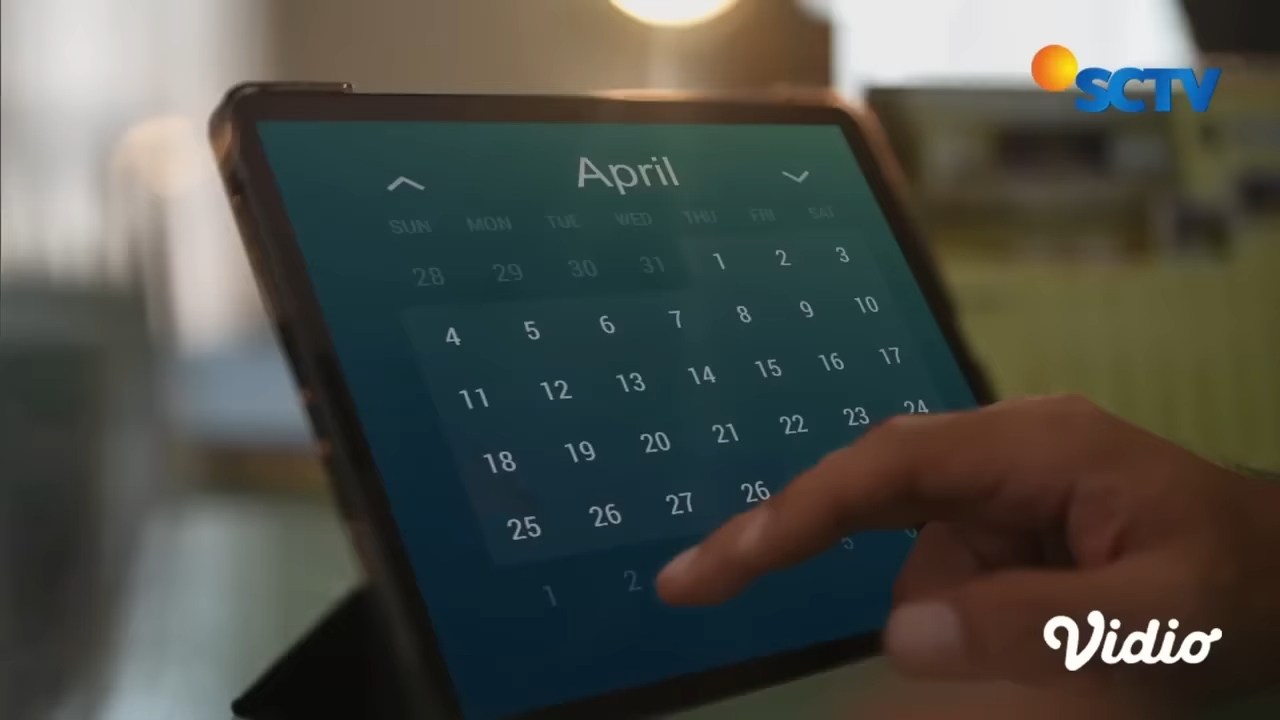 SCTV
April
SUN MON TUE WED THU FRI SAT
28 29 30 31 1 2 3
4 5 6 7 8 9 10
11 12 13 14 15 16 17
18 19 20 21 22 23 24
25 26 27 26
1 2 5
Vidio